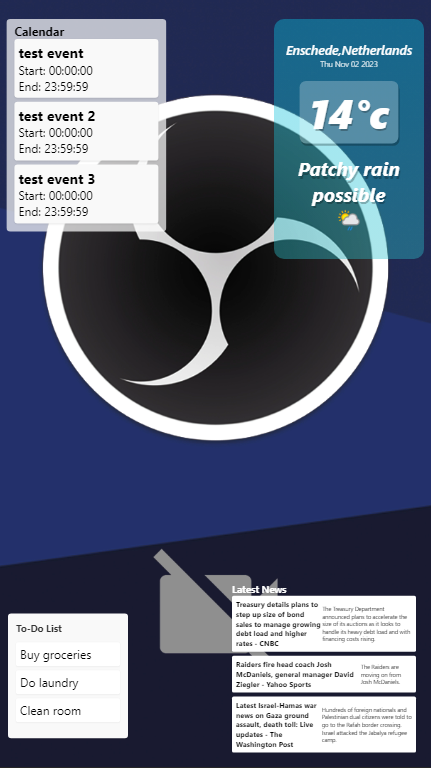 Calendar
test event
Start: 00:00:00
End: 23:59:59
test event 2
Start: 00:00:00
End: 23:59:59
test event 3
Start: 00:00:00
End: 23:59:59
Enschede,Netherlands
Thu Nov 02 2023
14°c
Patchy rain
possible
To-Do List
Buy groceries
Do laundry
Clean room
Latest News
Treasury details plans to
step up size of bond
sales to manage growing
debt load and higher
rates - CNBC
The Treasury Department
announced plans to accelerate the
size of its auctions as it looks to
handle its heavy debt load and with
financing costs rising.
Raiders fire head coach Josh
McDaniels, general manager David
Ziegler - Yahoo Sports
The Raiders are
moving on from
Josh McDaniels.
Latest Israel-Hamas war
news on Gaza ground
assault, death toll: Live
updates - The
Washington Post
Hundreds of foreign nationals and
Palestinian dual citizens were told to
go to the Rafah border crossing.
Israel attacked the Jabalya refugee
camp.